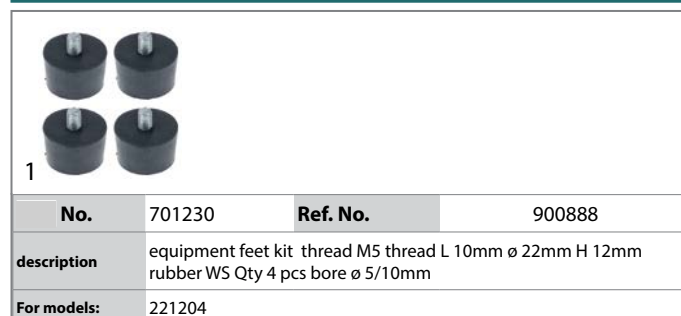 1
No. 701230 Ref. No. 900888
description equipment feet kit thread M5 thread L 10mm ø 22mm H 12mm
rubber WS Qty 4 pcs bore ø 5/10mm
For models: 221204